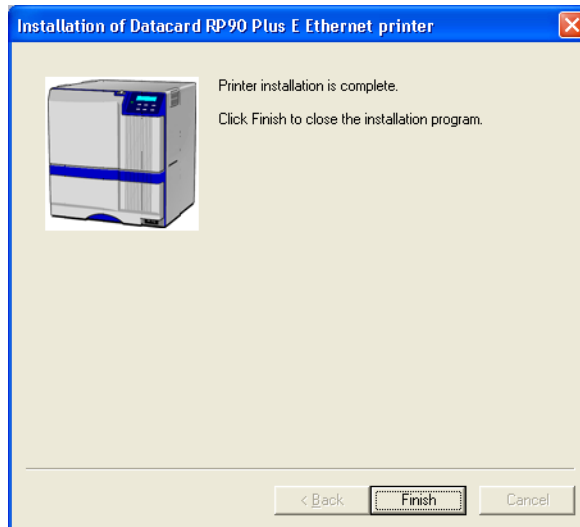 Installation of Datacard RP90 Plus E Ethernet printer
Printer installation is complete.
Click Finish to close the installation program.
< Back
Finish
Cancel